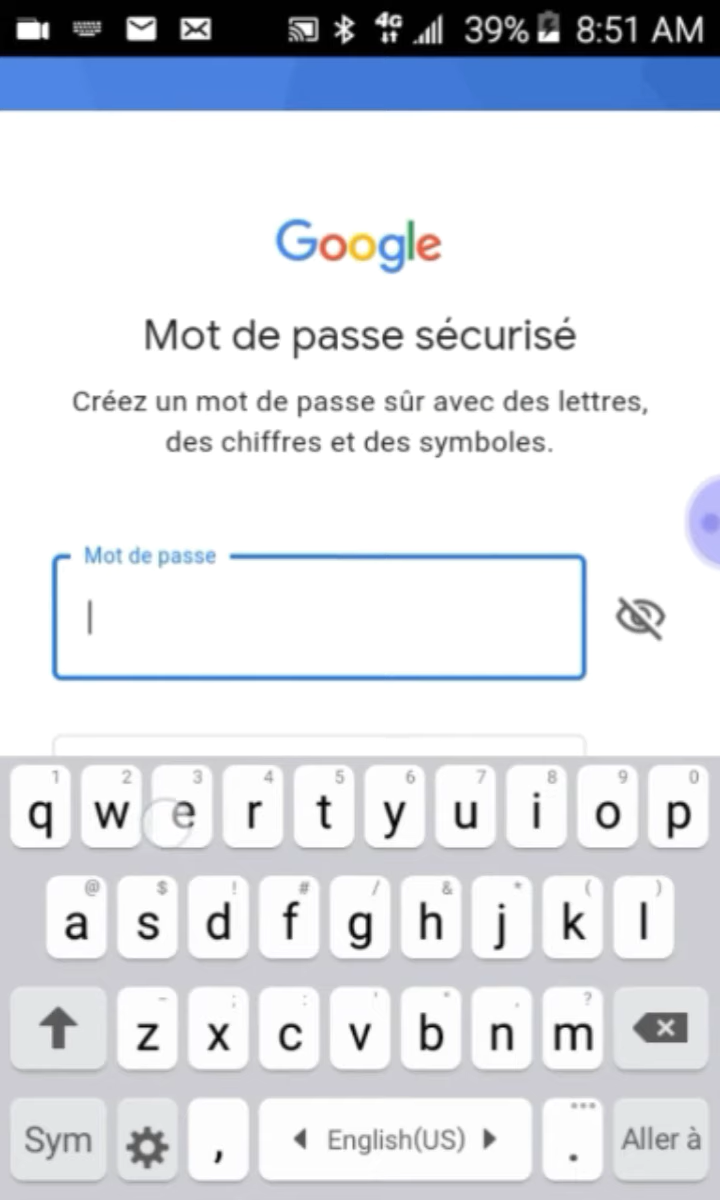 4G 39% 8:51 AM
Google
Mot de passe sécurisé
Créez un mot de passe sûr avec des lettres,
des chiffres et des symboles.
Mot de passe
1 2 3 4 5 6 7 8 9 0
q w e r t y u i o p
@ $ ! # / & * ( )
a s d f g h j k l
- ; : ' " , ?
z x c v b n m
Sym , English(US) . Aller à